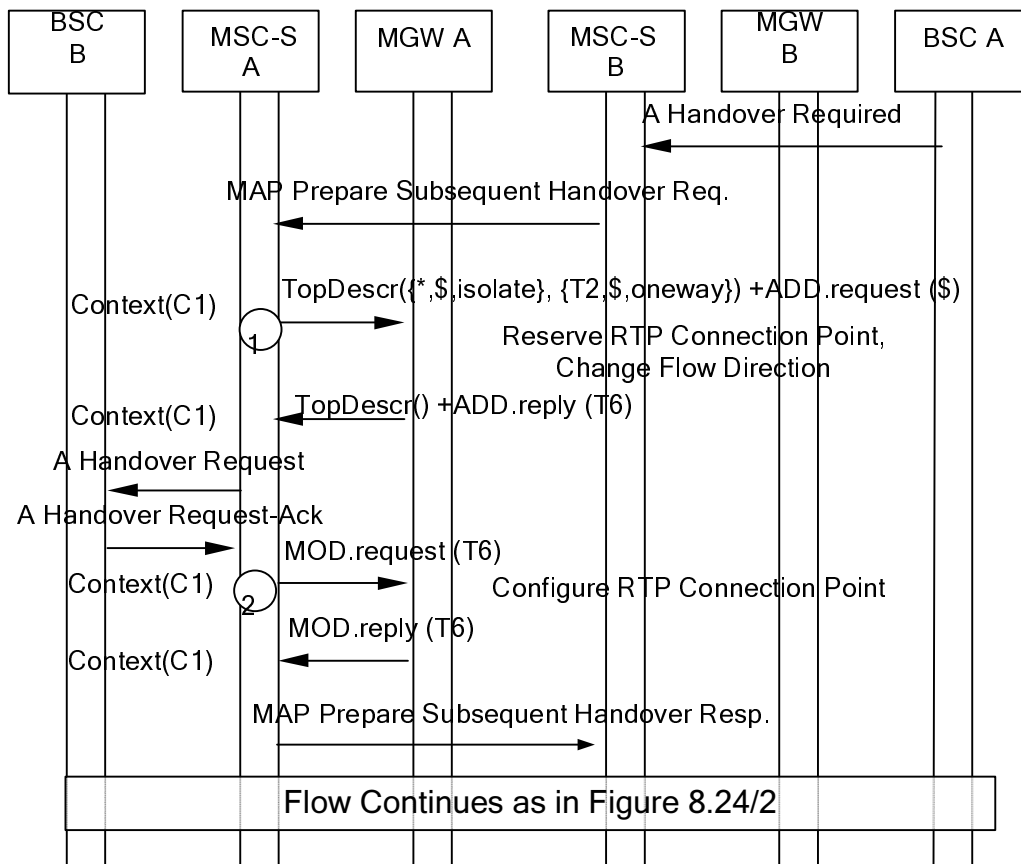 BSC
B
MSC-S
A
MGW A
MSC-S
B
MGW
B
BSC A
A Handover Required
MAP Prepare Subsequent Handover Req.
TopDescr({*,$,isolate}, {T2,$,oneway}) +ADD.request ($)
Context(C1)
1
Reserve RTP Connection Point,
Change Flow Direction
TopDescr() +ADD.reply (T6)
Context(C1)
A Handover Request
A Handover Request-Ack
MOD.request (T6)
Context(C1)
2
Configure RTP Connection Point
MOD.reply (T6)
Context(C1)
MAP Prepare Subsequent Handover Resp.
Flow Continues as in Figure 8.24/2